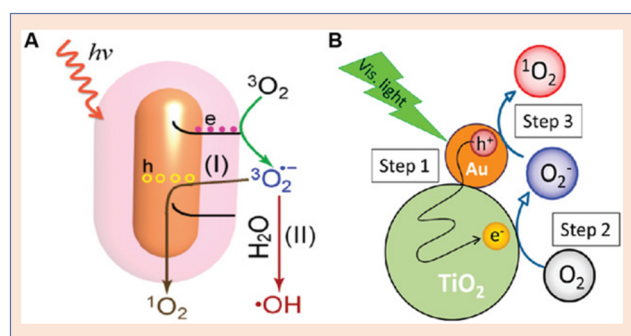 A
hν
³O₂
e
h
(I)
³O₂•−
H₂O
(II)
¹O₂
•OH
B
Vis. light
¹O₂
h⁺
Step 3
Au
Step 1
O₂⁻
e⁻
Step 2
TiO₂
O₂